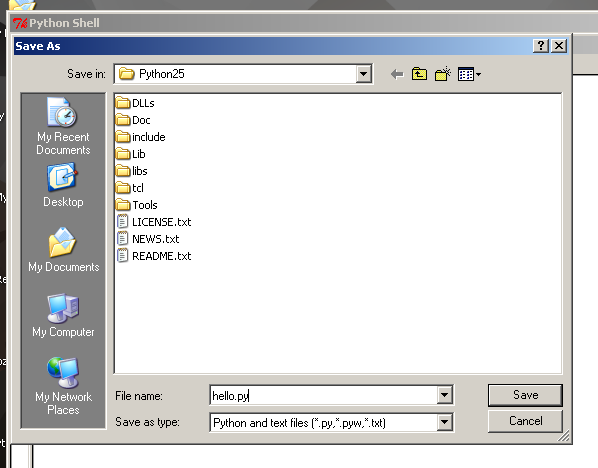 Python Shell
Save As
Save in:
Python25
DLLs
Doc
include
Lib
libs
tcl
Tools
LICENSE.txt
NEWS.txt
README.txt
My Recent
Documents
Desktop
My Documents
My Computer
My Network
Places
File name:
hello.py
Save
Save as type:
Python and text files (*.py,*.pyw,*.txt)
Cancel